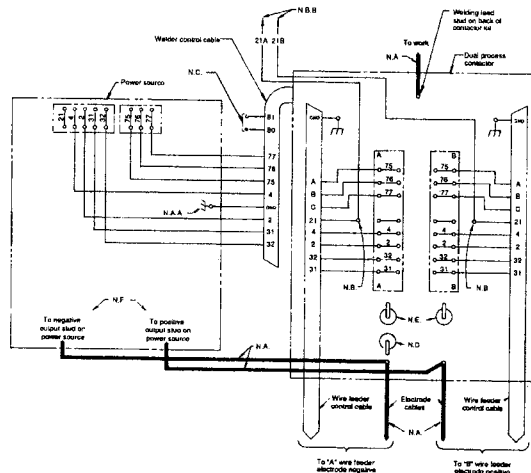 N.B.B
21A 21B
Welding lead
stud on back of
contactor lid
To work
N.A
Dual process
contactor
Welder control cable
N.C.
Power source
21
4
2
31
32
75
76
77
81
80
77
76
75
4
GND
2
31
32
N.A.A
GND
GND
A
B
C
21
4
2
32
31
A
75
76
77
4
2
32
31
A
B
75
76
77
4
2
32
31
B
A
B
C
21
4
2
32
31
N.B.
N.B
N.E.
N.D
N.F
To negative
output stud on
power source
To positive
output stud on
power source
N.A.
Wire feeder
control cable
Electrode
cables
Wire feeder
control cable
N.A.
To "A" wire feeder
electrode negative
To "B" wire feeder
electrode positive